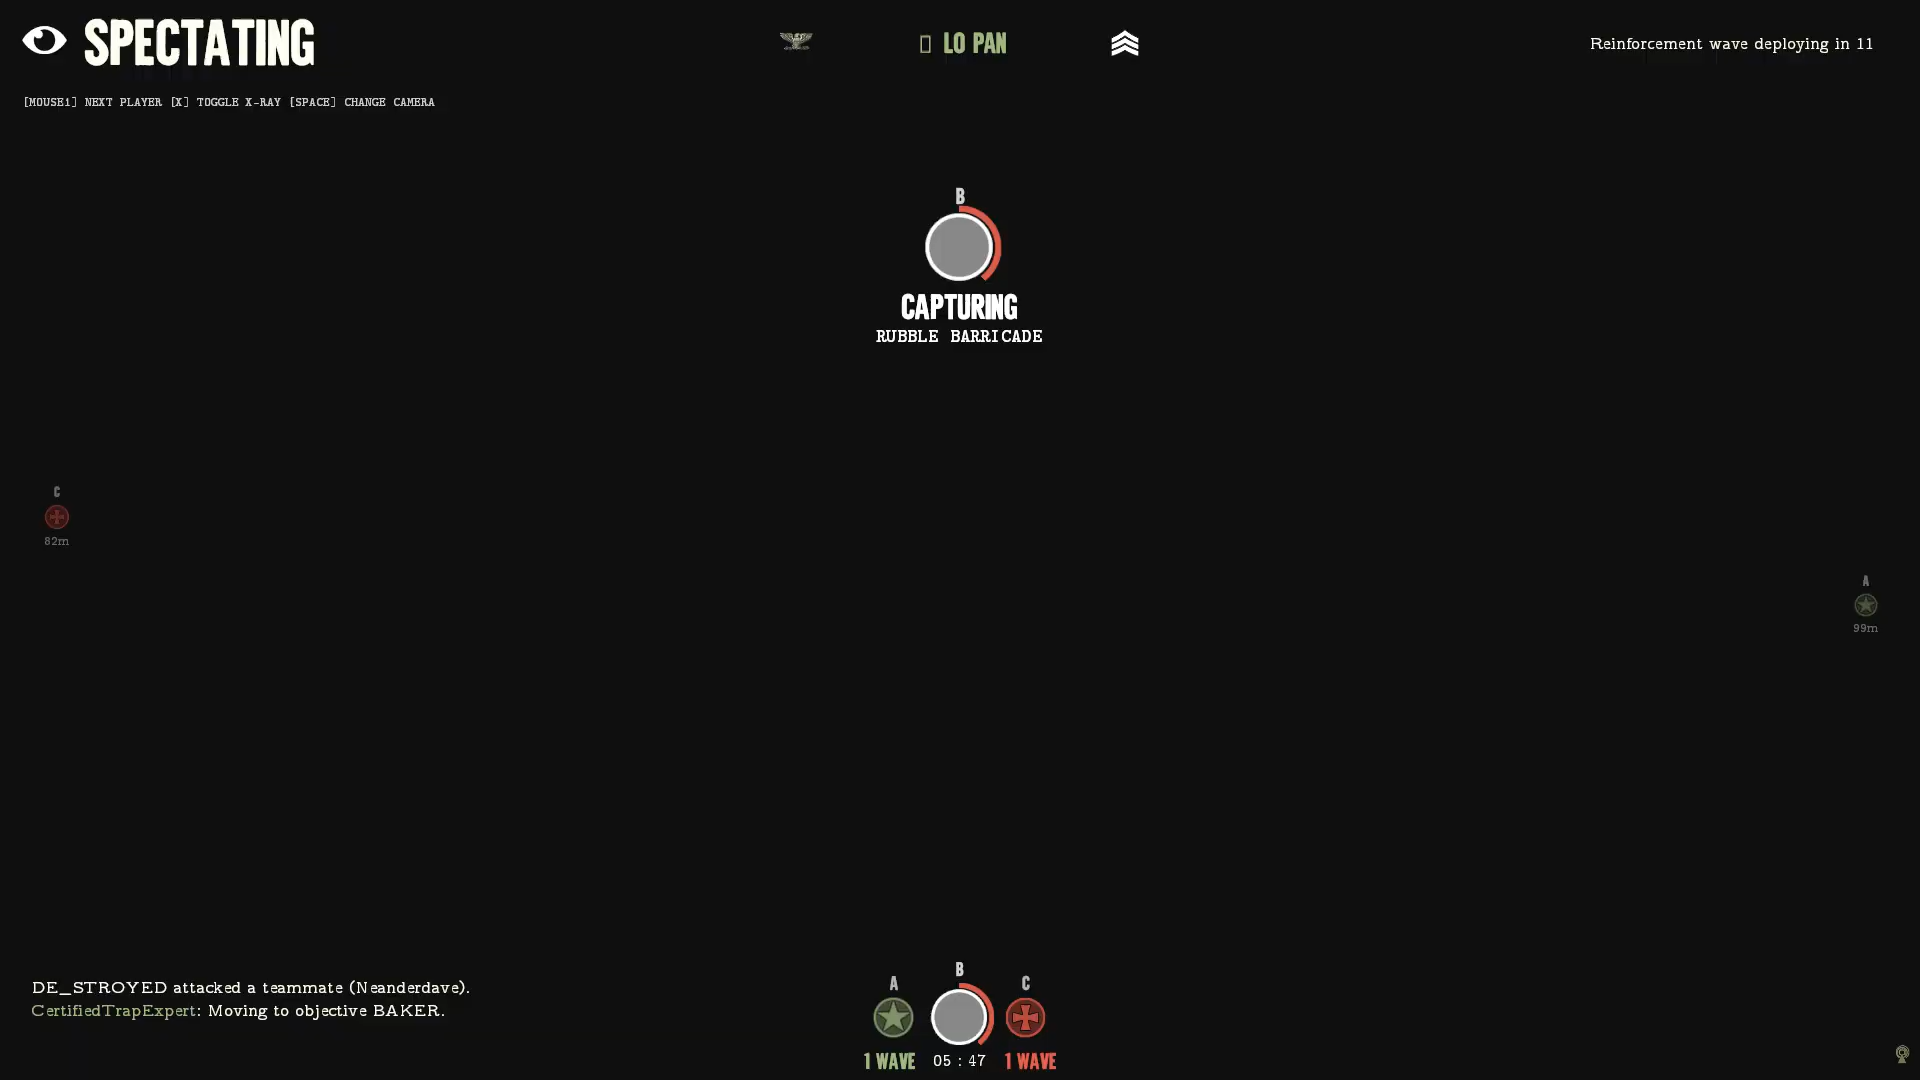 SPECTATING
LO PAN
Reinforcement wave deploying in 11
[MOUSE1] NEXT PLAYER [X] TOGGLE X-RAY [SPACE] CHANGE CAMERA
B
CAPTURING
RUBBLE BARRICADE
C
82m
A
99m
DE_STROYED attacked a teammate (Neanderdave).
CertifiedTrapExpert: Moving to objective BAKER.
A B C
1 WAVE 05 : 47 1 WAVE